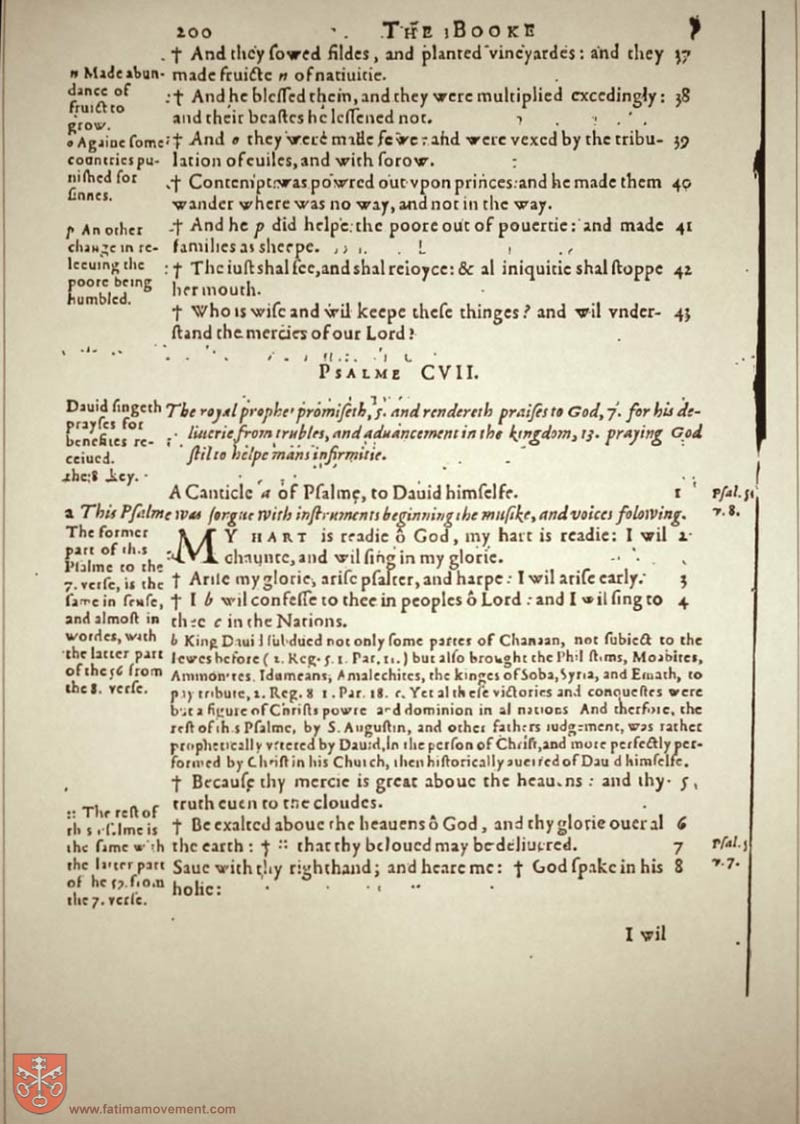 200 THE BOOKE
† And they ſowed fildes, and planted vineyardes: and they 37
made fruicte n of natiuitie.
n Made abun-
dance of
fruict to
grow.
† And he bleſſed them, and they were multiplied excedingly: 38
and their beaſtes he leſſened not.
† And o they were made fewe: and were vexed by the tribu- 39
lation of euiles, and with ſorow.
o Againe ſome
countries pu-
niſhed for
ſinnes.
† Contempt was powred out vpon princes: and he made them 40
wander where was no way, and not in the way.
† And he p did helpe the poore out of pouertie: and made 41
families as sheepe.
p An other
change in re-
leeuing the
poore being
humbled.
† The iuſt shal ſee, and shal reioyce: & al iniquitie shal ſtoppe 42
her mouth.
† Who is wiſe and wil keepe theſe thinges? and wil vnder- 43
ſtand the mercies of our Lord?
PSALME CVII.
Dauid ſingeth
prayſes for
benefites re-
ceiued.
the 8. key.
The royal prophet promiſeth, 5. and rendereth praiſes to God, 7. for his de-
liuerie from trubles, and aduancement in the kingdom, 13. praying God
ſtil to helpe mans infirmitie.
A Canticle a of Pſalme, to Dauid himſelfe. 1
Pſal. 56
v. 8.
a This Pſalme was ſongue with inſtruments beginning the muſike, and voices folowing.
The former
part of this
Pſalme to the
7. verſe, is the
ſame in ſenſe,
and almoſt in
wordes, with
the latter part
of the 56 from
the 8. verſe.
MY HART is readie ô God, my hart is readie: I wil 2
chaunte, and wil ſing in my glorie.
† Ariſe my glorie, ariſe pſalter, and harpe: I wil ariſe early. 3
† I b wil confeſſe to thee in peoples ô Lord: and I wil ſing to 4
thee c in the Nations.
b King Dauid ſubdued not only ſome partes of Chanaan, not ſubiect to the
Iewes before (2. Reg. 5. 1. Par. 11.) but alſo brought the Philiſtims, Moabites,
Ammonites, Idumeans, Amalechites, the kinges of Soba, Syria, and Emath, to
pay tribute, 2. Reg. 8 1. Par. 18. c. Yet al theſe victories and conqueſtes were
but a figure of Chriſts powre and dominion in al nations And therfore, the
reſt of this Pſalme, by S. Auguſtin, and other fathers iudgement, was rather
prophetically vttered by Dauid, in the perſon of Chriſt, and more perfectly per-
formed by Chriſt in his Church, then hiſtorically auerred of Dauid himſelfe.
† Becauſe thy mercie is great aboue the heauens: and thy 5
truth euen to the cloudes.
† Be exalted aboue the heauens ô God, and thy glorie oueral 6
the earth: † :: that thy beloued may be deliuered. 7
Saue with thy righthand; and heare me: † God ſpake in his 8
holie:
:: The reſt of
this pſalme is
the ſame with
the latter part
of the 59. from
the 7. verſe.
Pſal. 5
v. 7.
I wil
www.fatimamovement.com